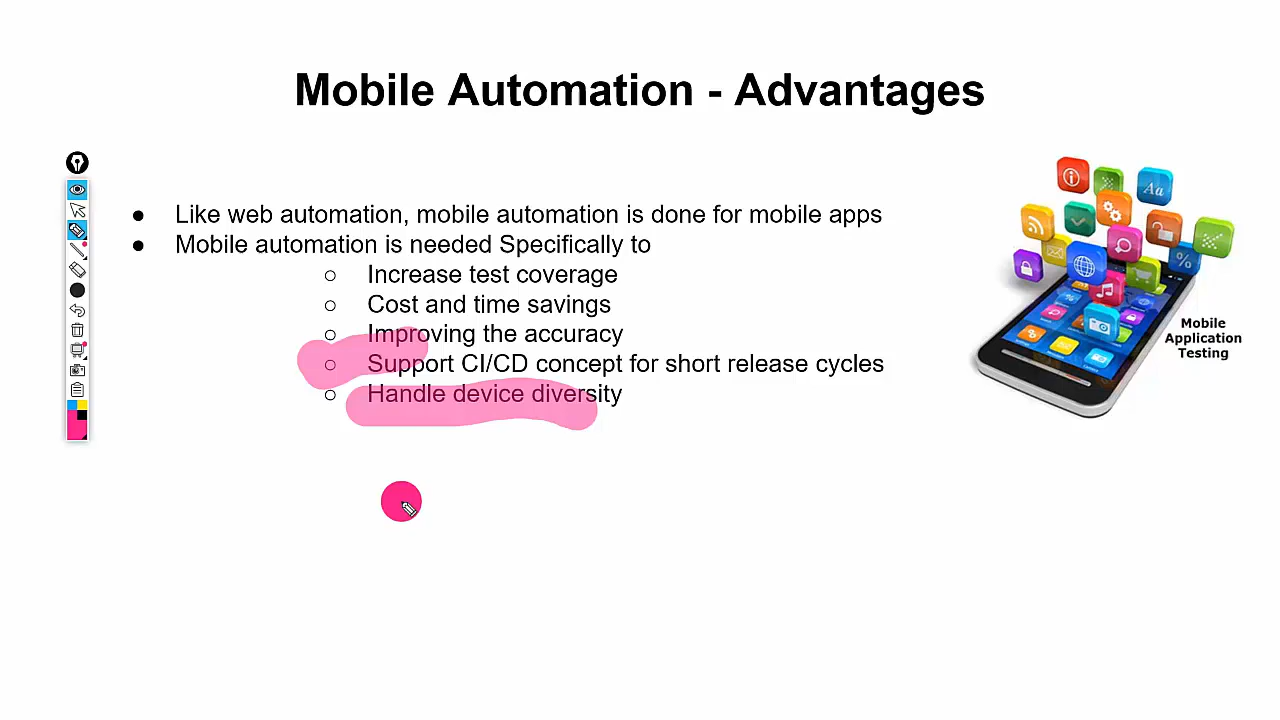 Mobile Automation - Advantages
● Like web automation, mobile automation is done for mobile apps
● Mobile automation is needed Specifically to
○ Increase test coverage
○ Cost and time savings
○ Improving the accuracy
○ Support CI/CD concept for short release cycles
○ Handle device diversity
Aa
%
Mobile
Application
Testing